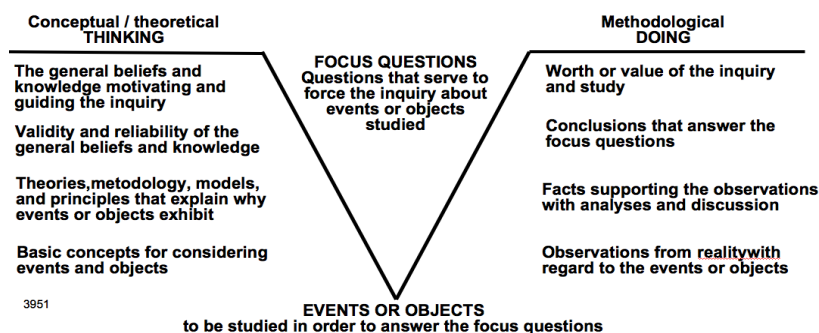 Conceptual / theoretical
THINKING
The general beliefs and
knowledge motivating and
guiding the inquiry
Validity and reliability of the
general beliefs and knowledge
Theories,metodology, models,
and principles that explain why
events or objects exhibit
Basic concepts for considering
events and objects
3951
FOCUS QUESTIONS
Questions that serve to
force the inquiry about
events or objects
studied
Methodological
DOING
Worth or value of the inquiry
and study
Conclusions that answer the
focus questions
Facts supporting the observations
with analyses and discussion
Observations from realitywith
regard to the events or objects
EVENTS OR OBJECTS
to be studied in order to answer the focus questions